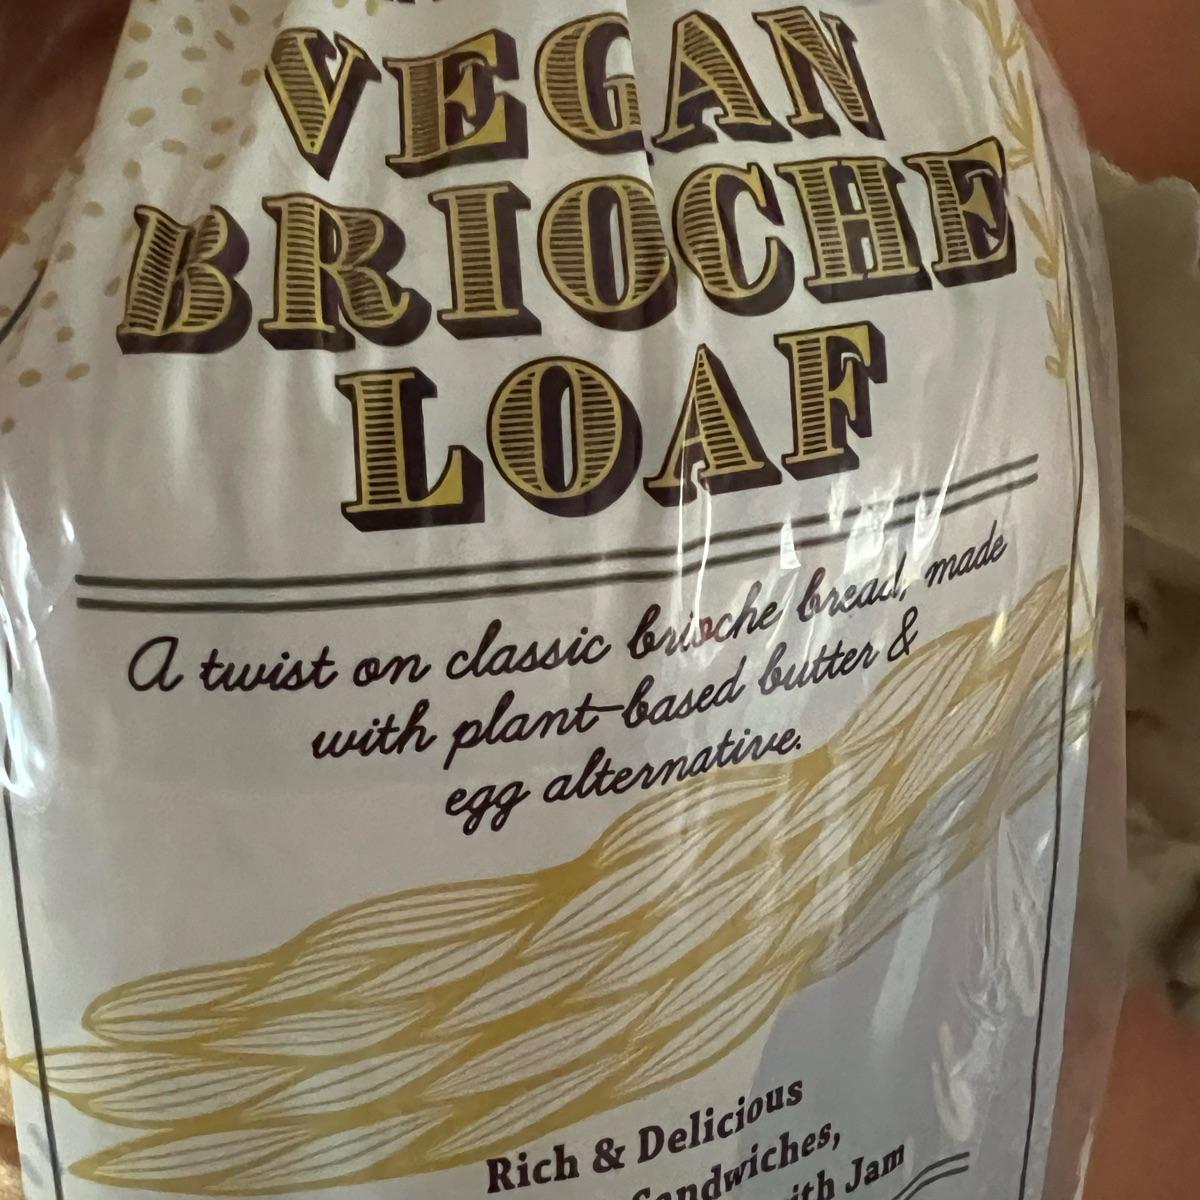 VEGAN
BRIOCHE
LOAF
A twist on classic brioche bread, made
with plant-based butter &
egg alternative.
Rich & Delicious
Sandwiches,
with Jam